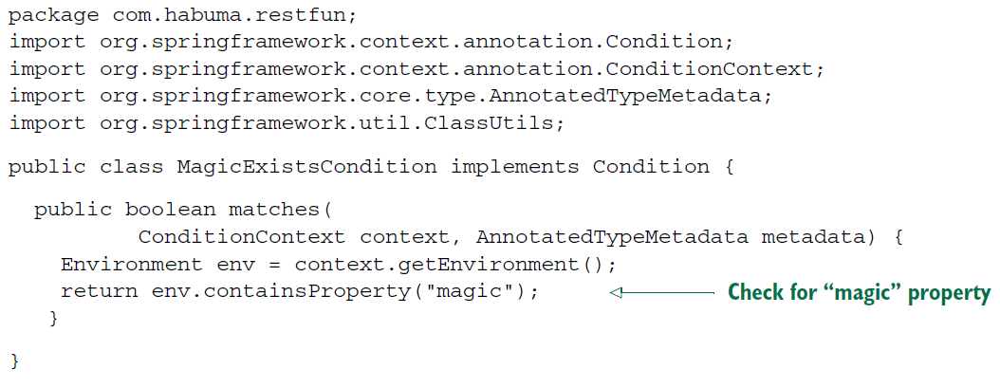 package com.habuma.restfun;
import org.springframework.context.annotation.Condition;
import org.springframework.context.annotation.ConditionContext;
import org.springframework.core.type.AnnotatedTypeMetadata;
import org.springframework.util.ClassUtils;
public class MagicExistsCondition implements Condition {
public boolean matches(
ConditionContext context, AnnotatedTypeMetadata metadata) {
Environment env = context.getEnvironment();
return env.containsProperty("magic"); Check for “magic” property
}
}